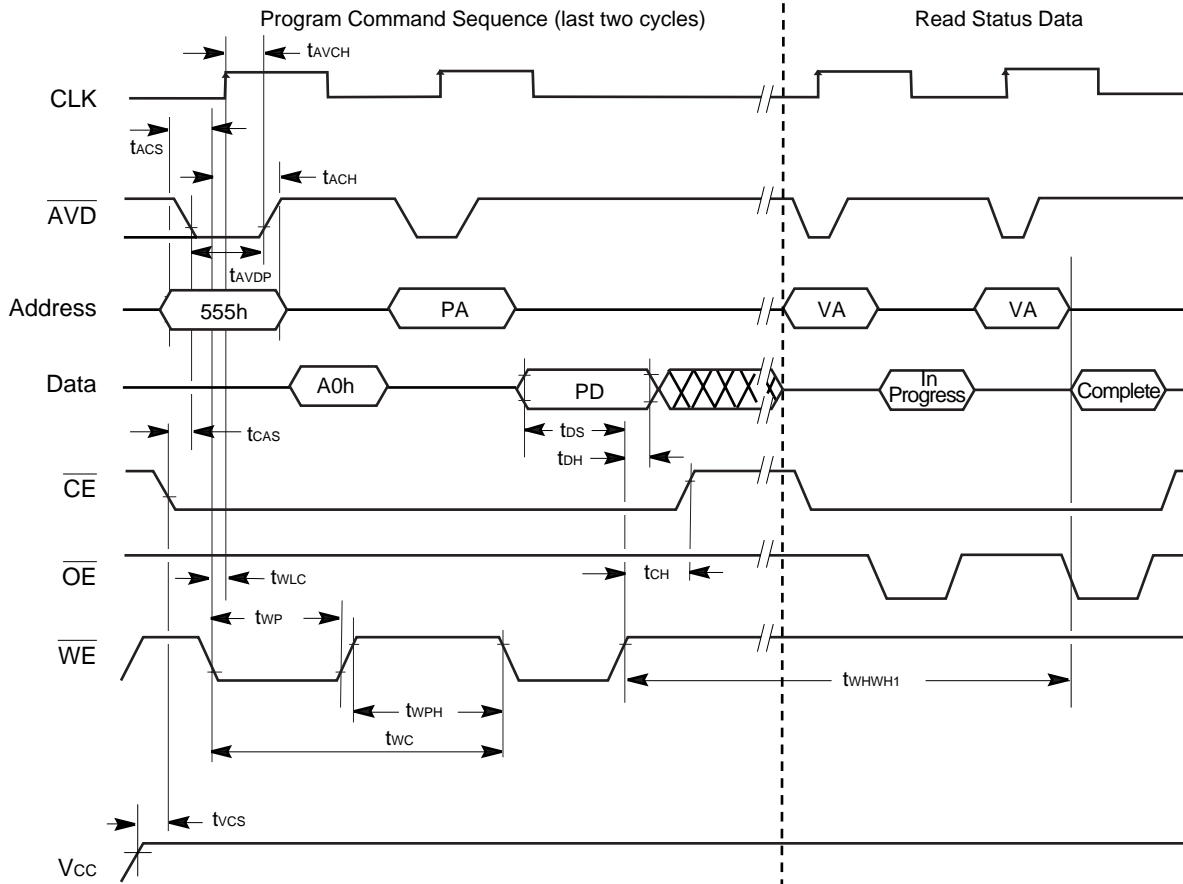 Program Command Sequence (last two cycles) Read Status Data
tAVCH
CLK
tACS
tACH
AVD
tAVDP
Address 555h PA VA VA
Data A0h PD In Progress Complete
tCAS
tDS
tDH
CE
OE
tWLC
tCH
tWP
WE
tWHWH1
tWPH
tWC
tVCS
VCC